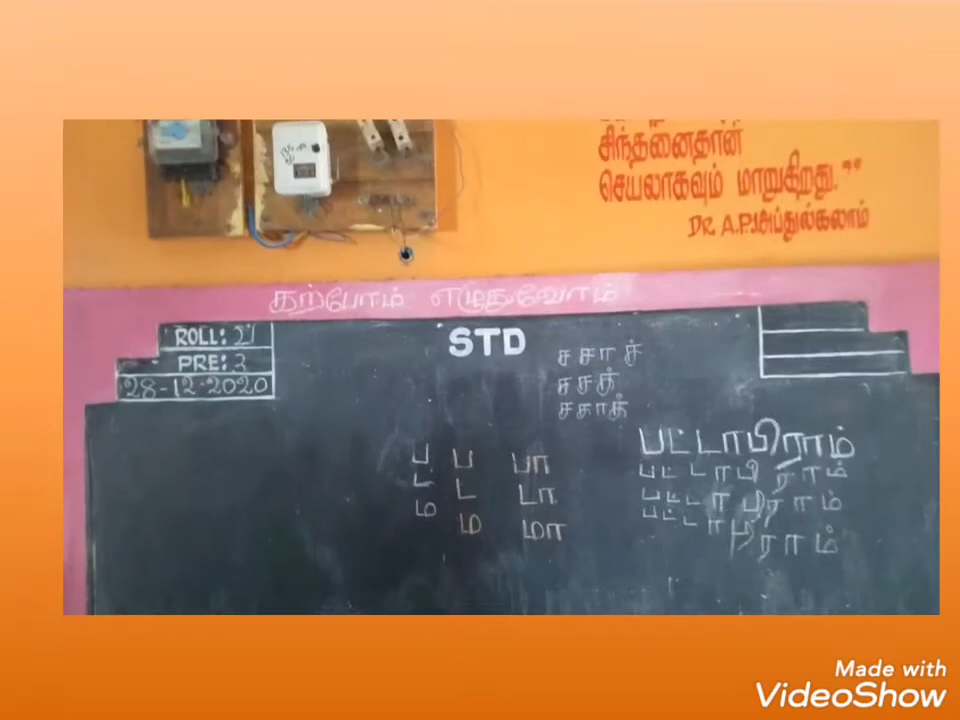 சிந்தனைதான்
செயலாகவும் மாறுகிறது."
DR. A.P.J அப்துல்கலாம்
கற்போம் எழுதுவோம்
ROLL: 21
PRE: 3
28-12-2020
STD
ப ப பா
ட ட டா
ம ம மா
பட்டாபிராம்
பட்டாபிராம்
பட்டாபிராம்
பட்டாபிராம்
Made with
VideoShow